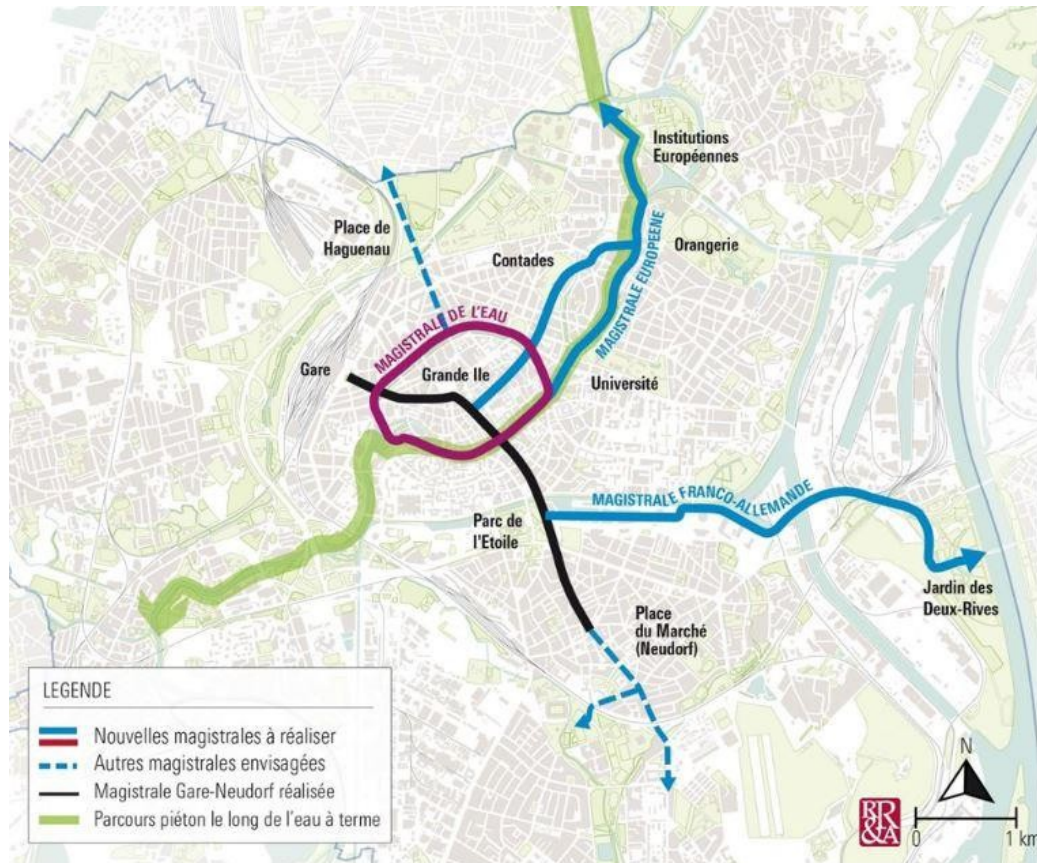 Institutions
Européennes
Place de
Haguenau
Contades
Orangerie
MAGISTRALE EUROPÉENE
MAGISTRALE DE L'EAU
Gare
Grande Ile
Université
MAGISTRALE FRANCO-ALLEMANDE
Parc de
l'Etoile
Jardin des
Deux-Rives
Place
du Marché
(Neudorf)
LEGENDE
Nouvelles magistrales à réaliser
Autres magistrales envisagées
Magistrale Gare-Neudorf réalisée
Parcours piéton le long de l'eau à terme
N
BR
R&A
0 1 km